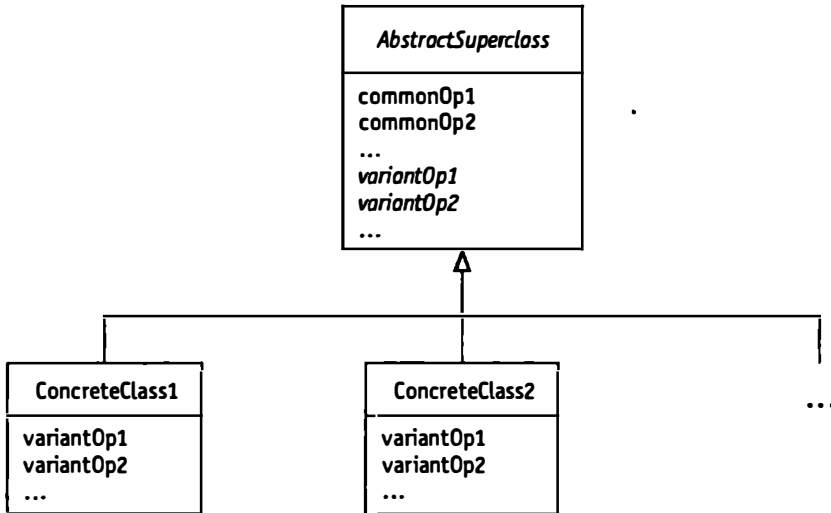 AbstractSuperclass
commonOp1
commonOp2
...
variantOp1
variantOp2
...
ConcreteClass1
variantOp1
variantOp2
...
ConcreteClass2
variantOp1
variantOp2
...
...